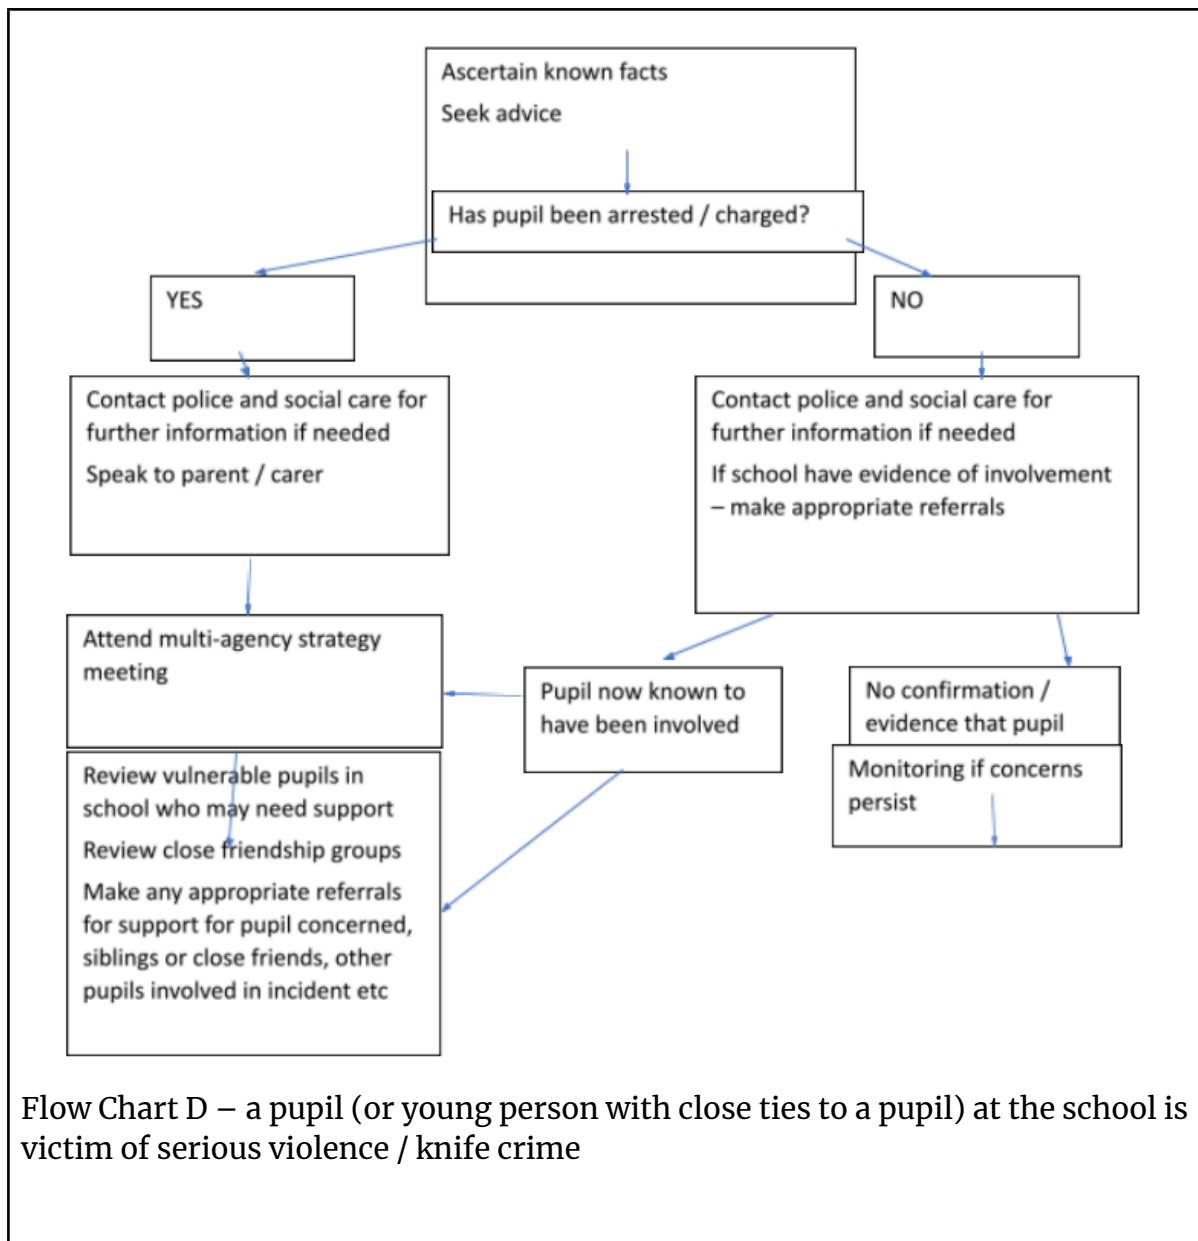 Ascertain known facts
Seek advice
Has pupil been arrested / charged?
YES
NO
Contact police and social care for
further information if needed
Speak to parent / carer
Contact police and social care for
further information if needed
If school have evidence of involvement
– make appropriate referrals
Attend multi-agency strategy
meeting
Pupil now known to
have been involved
No confirmation /
evidence that pupil
Monitoring if concerns
persist
Review vulnerable pupils in
school who may need support
Review close friendship groups
Make any appropriate referrals
for support for pupil concerned,
siblings or close friends, other
pupils involved in incident etc
Flow Chart D – a pupil (or young person with close ties to a pupil) at the school is
victim of serious violence / knife crime